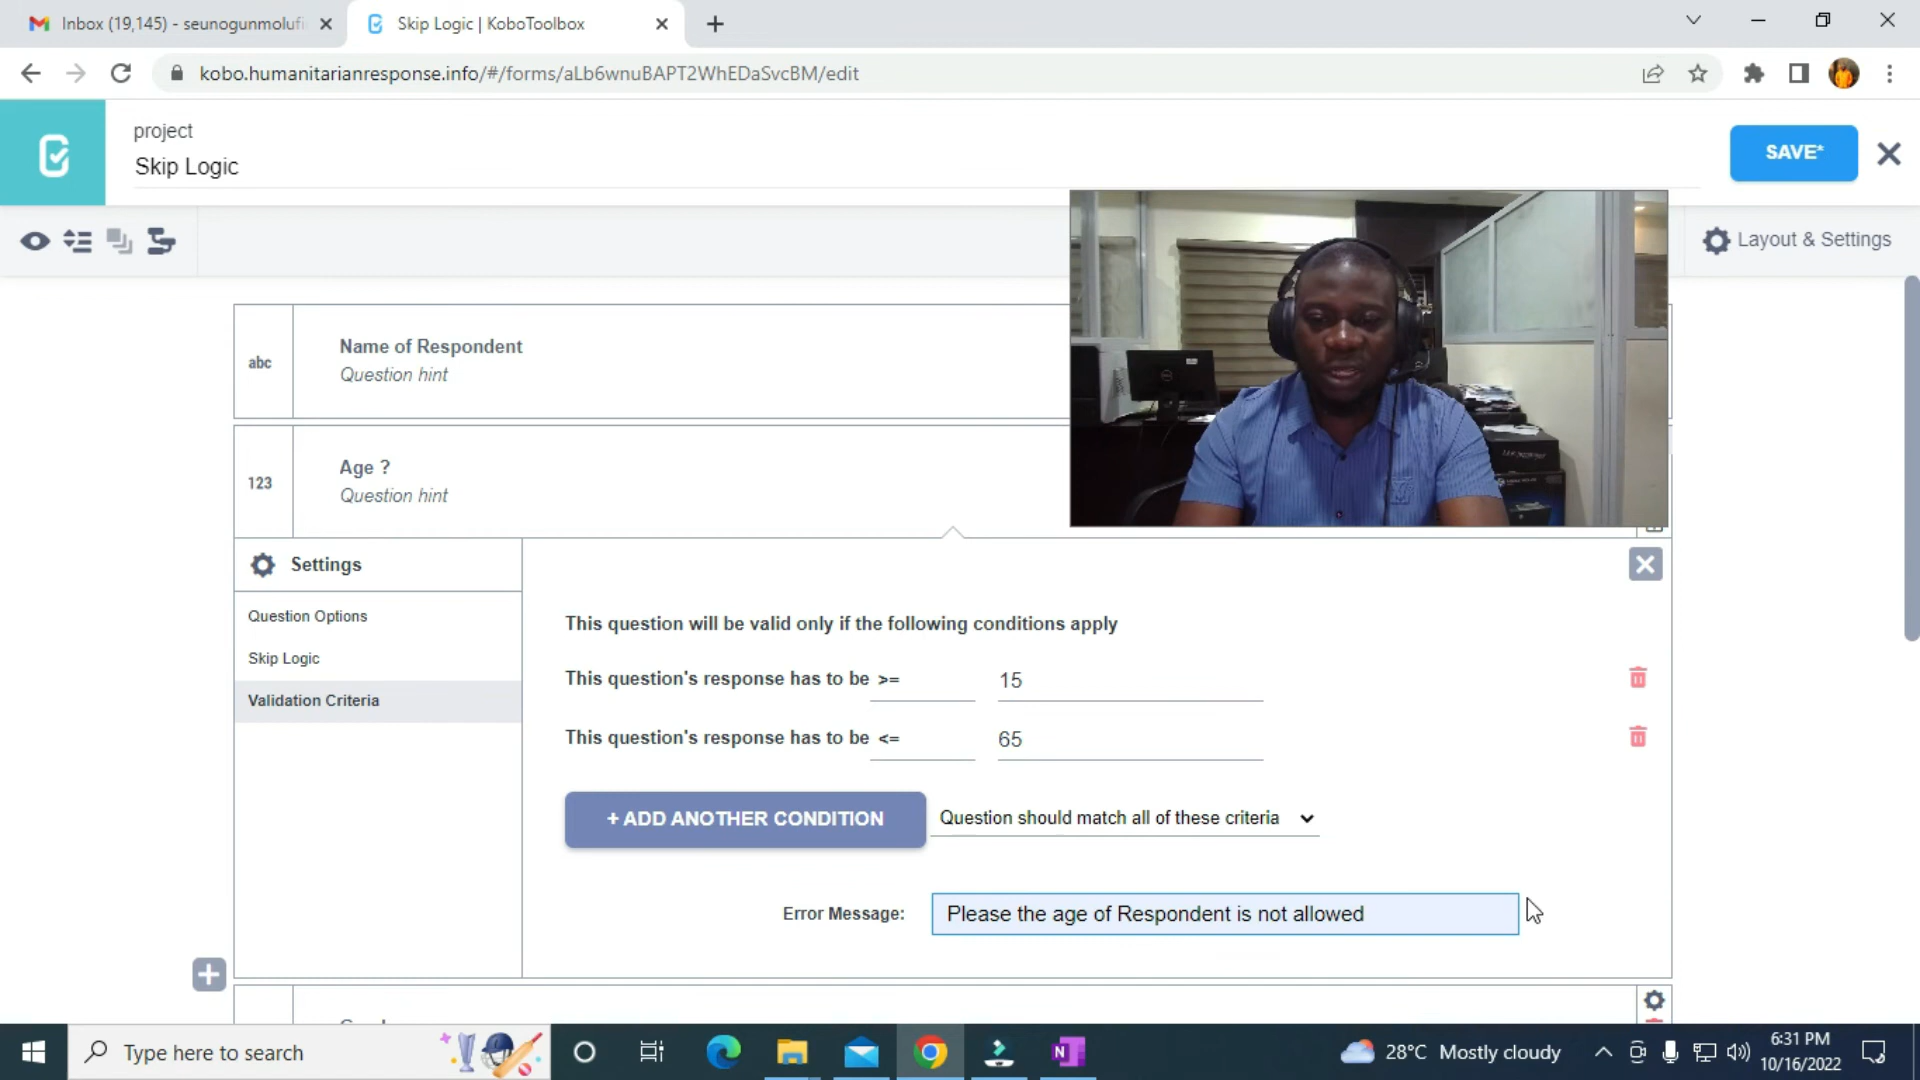 Inbox (19,145) - seunogunmolufi
Skip Logic | KoboToolbox
kobo.humanitarianresponse.info/#/forms/aLb6wnuBAPT2WhEDaSvcBM/edit
project
Skip Logic
SAVE*
Layout & Settings
abc
Name of Respondent
Question hint
123
Age ?
Question hint
Settings
Question Options
Skip Logic
Validation Criteria
This question will be valid only if the following conditions apply
This question's response has to be >= 15
This question's response has to be <= 65
+ ADD ANOTHER CONDITION
Question should match all of these criteria
Error Message: Please the age of Respondent is not allowed
Type here to search
28°C Mostly cloudy
6:31 PM
10/16/2022